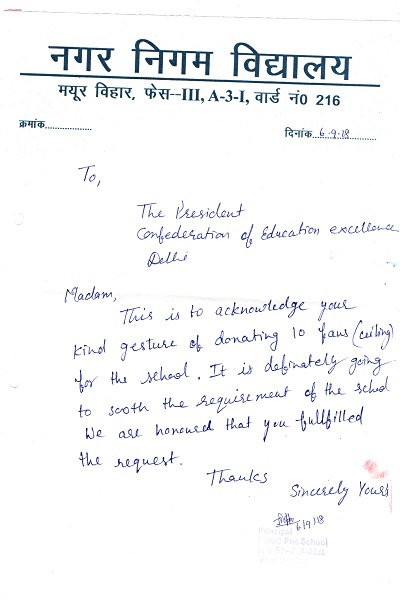 नगर निगम विद्यालय
मयूर विहार, फेस--III, A-3-I, वार्ड नं0 216
क्रमांक................
दिनांक 6.9.18
To,
The President
Confederation of Education excellence
Delhi
Madam,
This is to acknowledge your
kind gesture of donating 10 fans (ceiling)
for the school. It is definately going
to sooth the requirement of the school
We are honoured that you fullfilled
the request.
Thanks
Sincerely Yours
6/9/18
Principal
Pry School